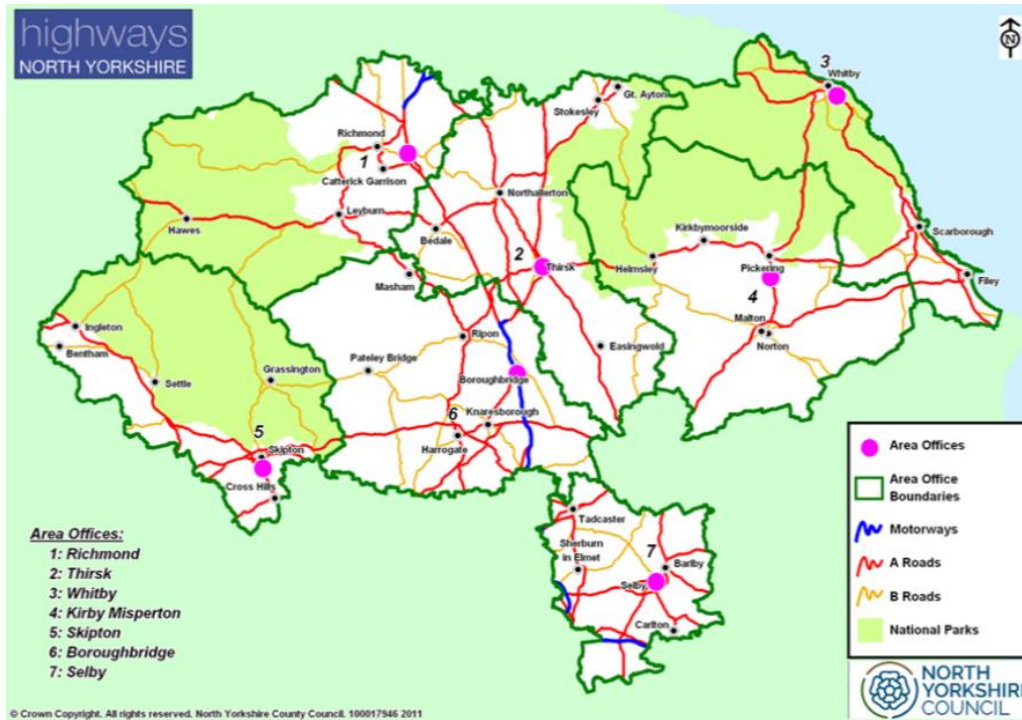 highways
NORTH YORKSHIRE
N
3
Whitby
Gt. Ayton
Stokesley
Richmond
1
Catterick Garrison
Northallerton
Leyburn
Hawes
Bedale
2
Thirsk
Masham
Kirkbymoorside
Scarborough
Helmsley
Pickering
Filey
4
Malton
Norton
Ingleton
Bentham
Settle
Grassington
Pateley Bridge
Ripon
Easingwold
Boroughbridge
6
Knaresborough
Harrogate
5
Skipton
Cross Hills
Tadcaster
Sherburn
in Elmet
7
Barlby
Selby
Carlton
Area Offices:
1: Richmond
2: Thirsk
3: Whitby
4: Kirby Misperton
5: Skipton
6: Boroughbridge
7: Selby
Area Offices
Area Office
Boundaries
Motorways
A Roads
B Roads
National Parks
NORTH
YORKSHIRE
COUNCIL
© Crown Copyright. All rights reserved. North Yorkshire County Council. 100017946 2011